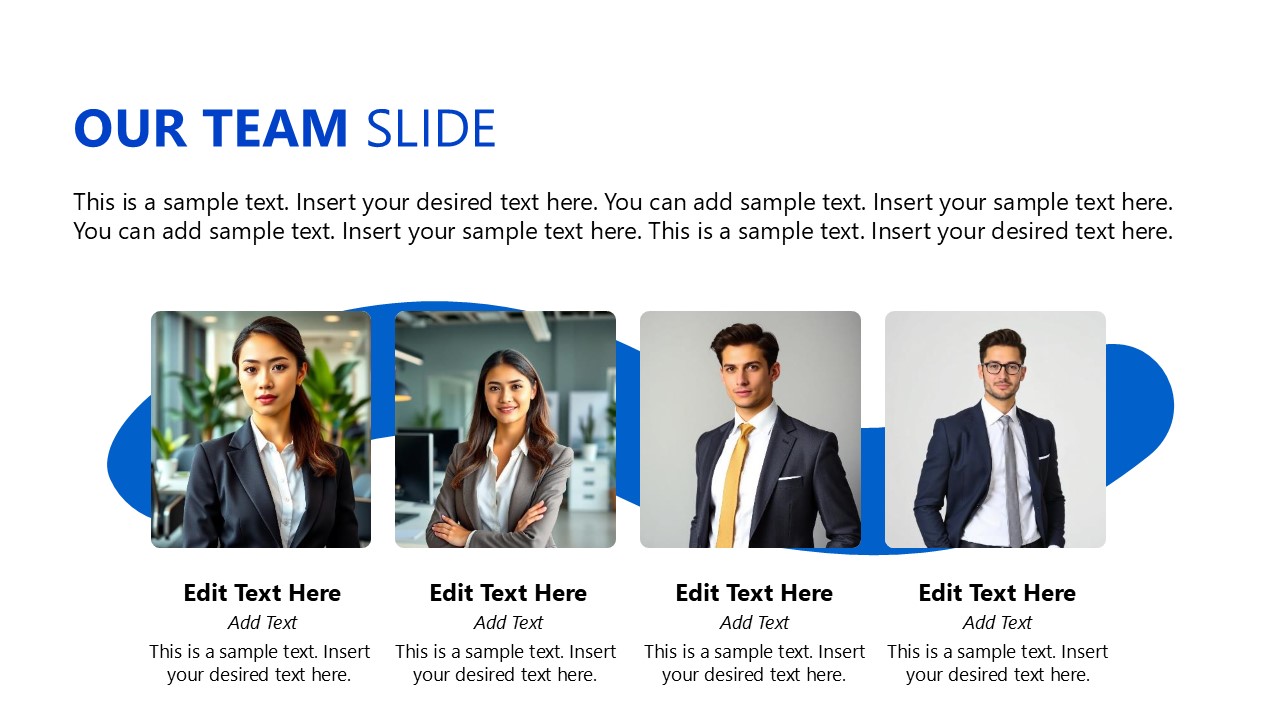 OUR TEAM SLIDE
This is a sample text. Insert your desired text here. You can add sample text. Insert your sample text here.
You can add sample text. Insert your sample text here. This is a sample text. Insert your desired text here.
Edit Text Here
Add Text
This is a sample text. Insert
your desired text here.
Edit Text Here
Add Text
This is a sample text. Insert
your desired text here.
Edit Text Here
Add Text
This is a sample text. Insert
your desired text here.
Edit Text Here
Add Text
This is a sample text. Insert
your desired text here.